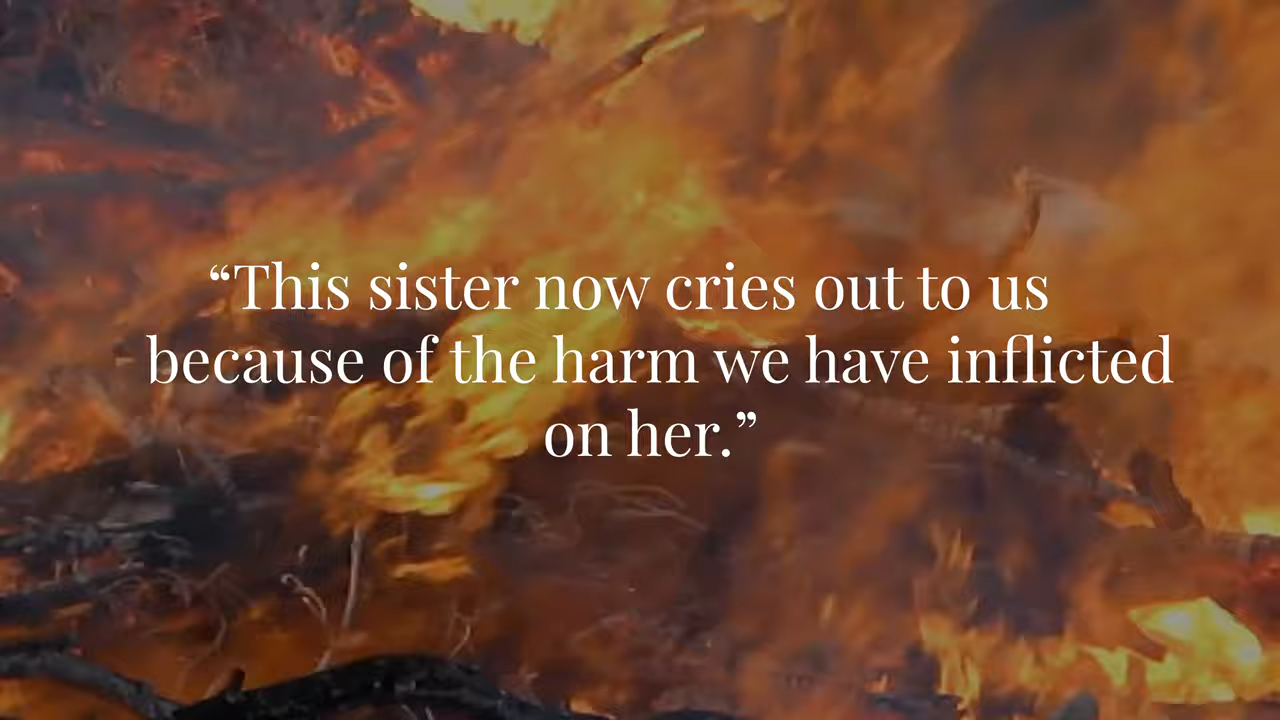 “This sister now cries out to us
because of the harm we have inflicted
on her.”